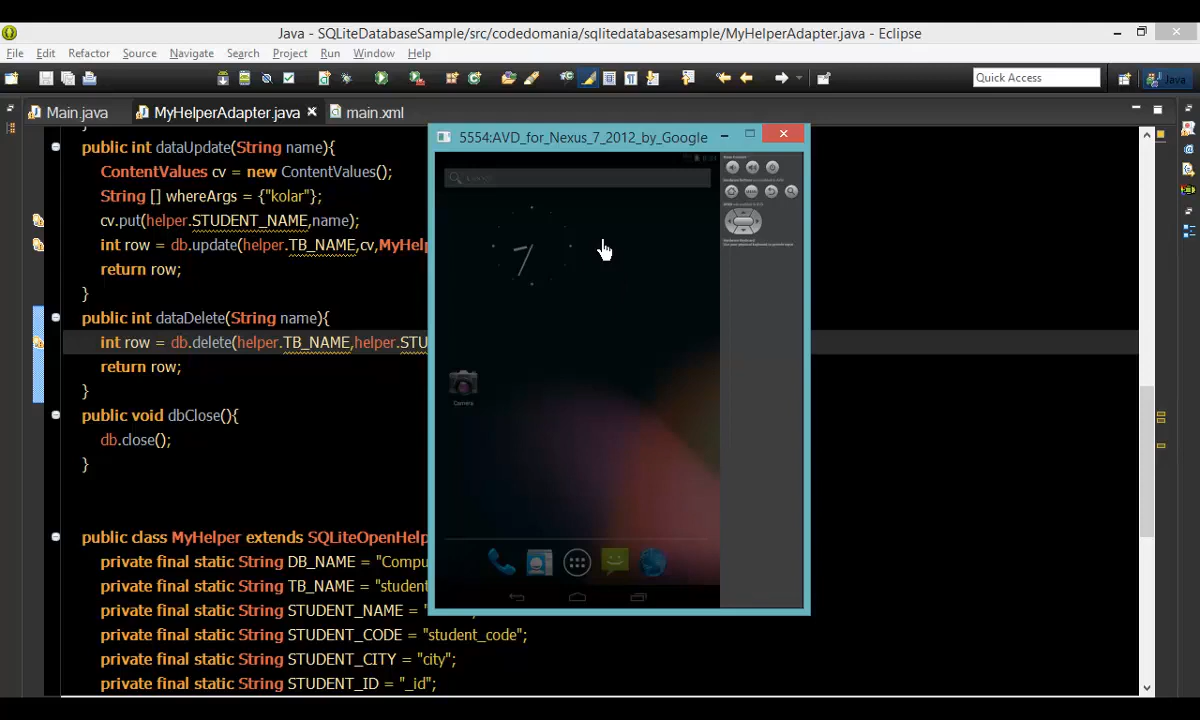 Java - SQLiteDatabaseSample/src/codedomania/sqlitedatabasesample/MyHelperAdapter.java - Eclipse
File Edit Refactor Source Navigate Search Project Run Window Help
Quick Access
Java
Main.java MyHelperAdapter.java main.xml
}
public int dataUpdate(String name){
ContentValues cv = new ContentValues();
String [] whereArgs = {"kolar"};
cv.put(helper.STUDENT_NAME,name);
int row = db.update(helper.TB_NAME,cv,MyHel
return row;
}
public int dataDelete(String name){
int row = db.delete(helper.TB_NAME,helper.STU
return row;
}
public void dbClose(){
db.close();
}
public class MyHelper extends SQLiteOpenHelp
private final static String DB_NAME = "Compu
private final static String TB_NAME = "student
private final static String STUDENT_NAME = "
private final static String STUDENT_CODE = "student_code";
private final static String STUDENT_CITY = "city";
private final static String STUDENT_ID = "_id";
5554:AVD_for_Nexus_7_2012_by_Google
Camera
MENU